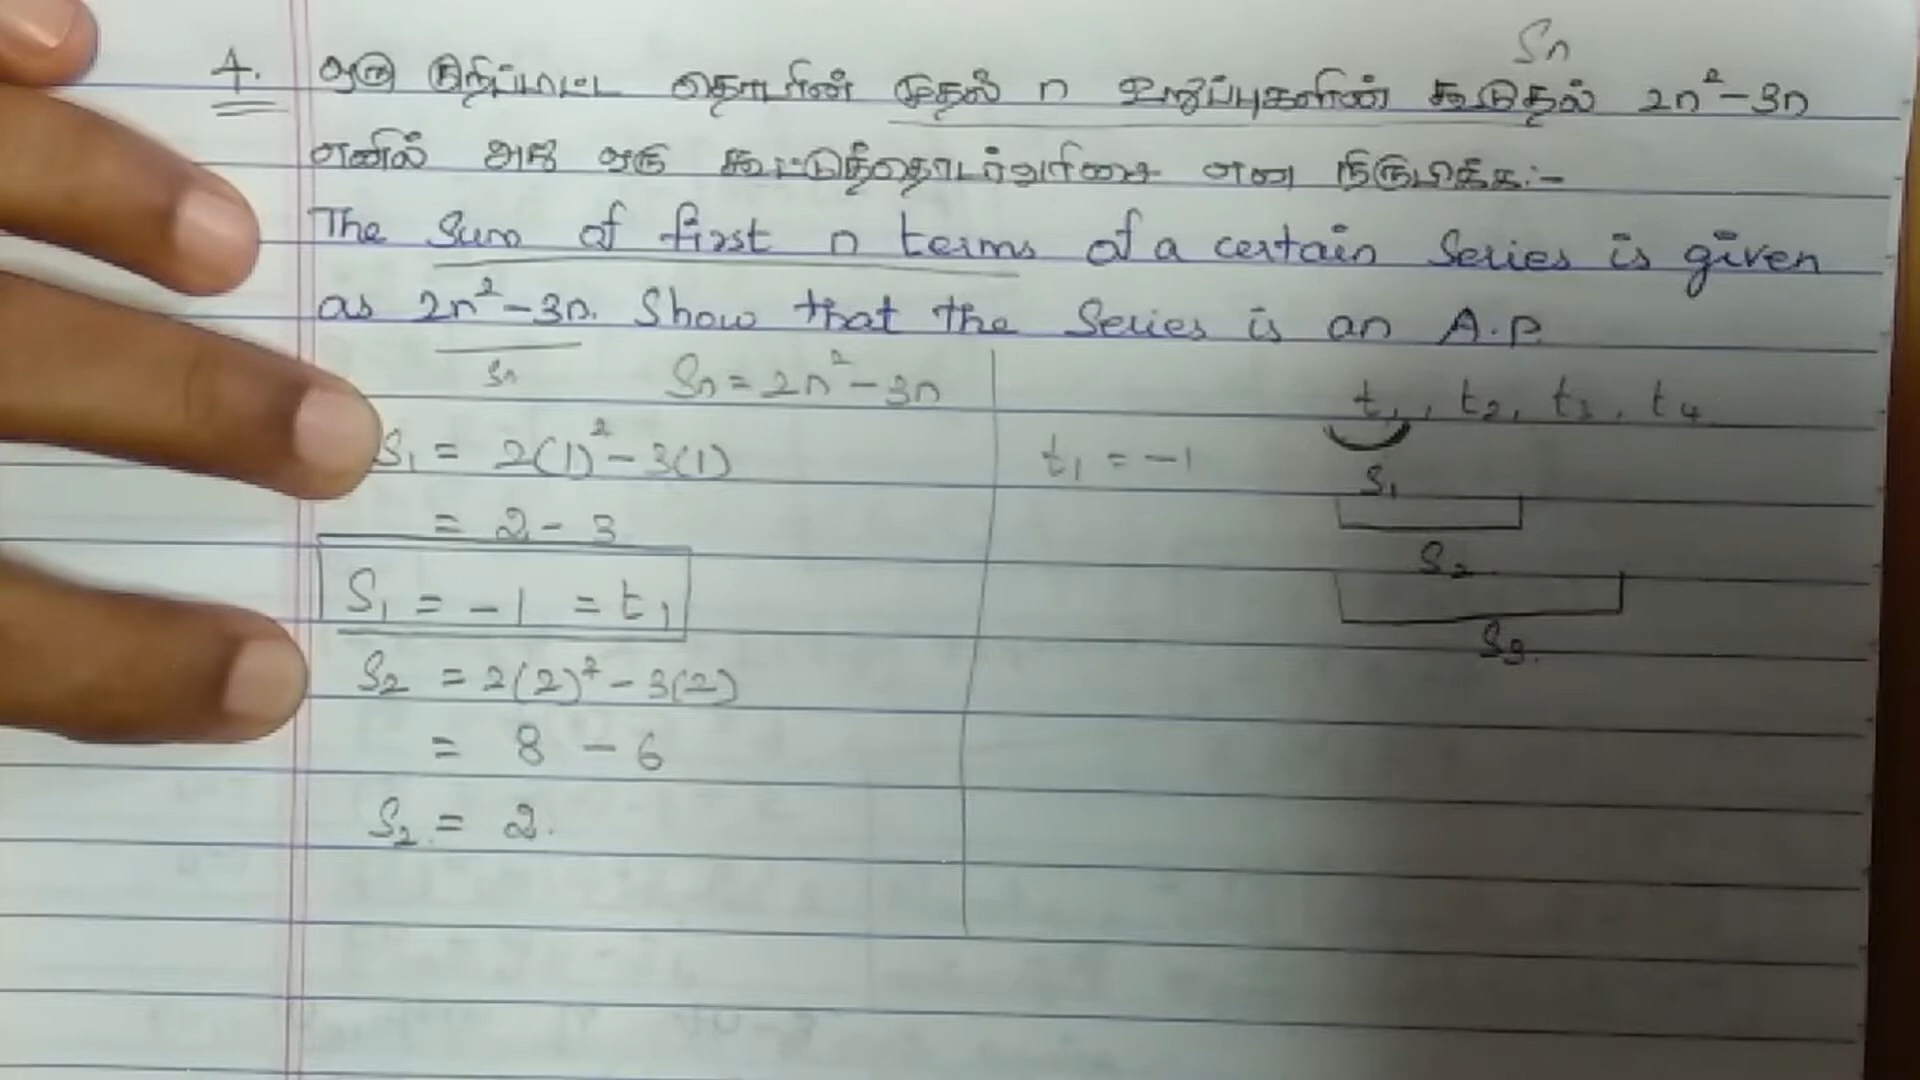 Sn
4. ஒரு குறிப்பிட்ட தொடரின் முதல் n உறுப்புகளின் கூடுதல் 2n² - 3n
எனில் அது ஒரு கூட்டுத்தொடர்வரிசை என நிரூபிக்க:-
The Sum of first n terms of a certain Series is given
as 2n² - 3n. Show that the Series is an A.P.
Sn
Sn = 2n² - 3n
S₁ = 2(1)² - 3(1)
= 2 - 3
S₁ = -1 = t₁
S₂ = 2(2)² - 3(2)
= 8 - 6
S₂ = 2.
t₁ = -1
t₁, t₂, t₃, t₄
S₁
S₂
S₃.